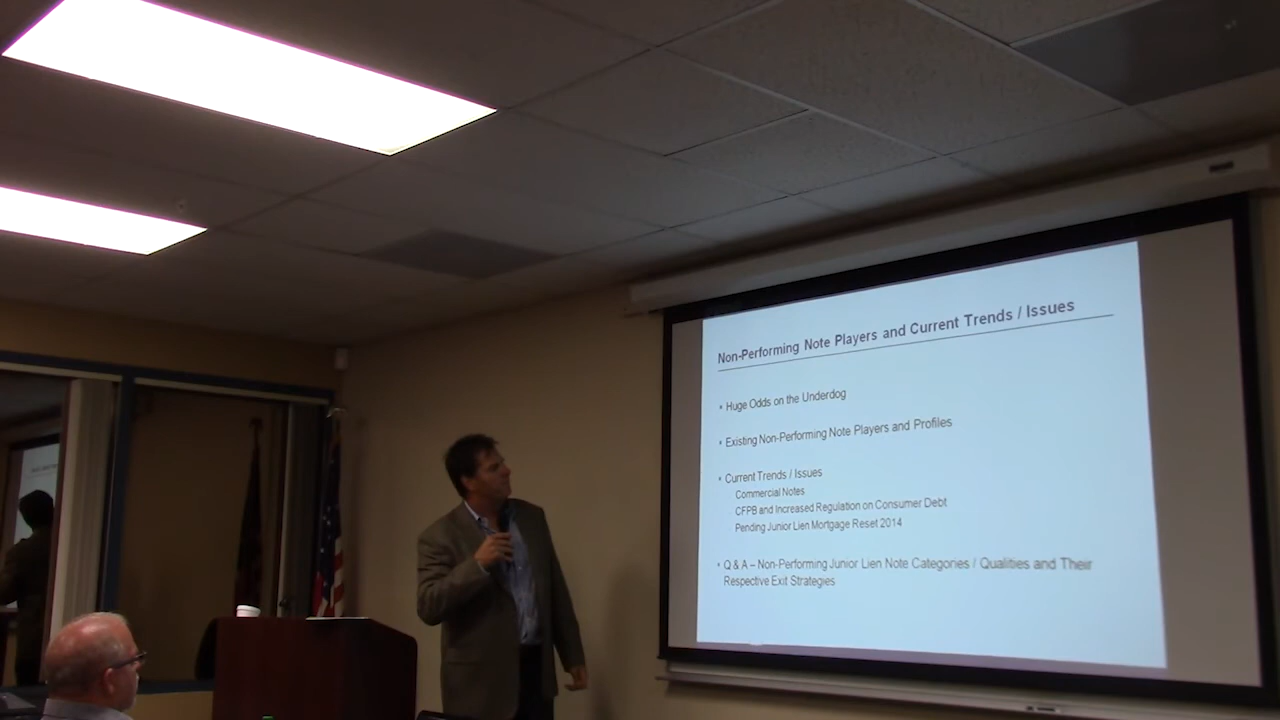 Non-Performing Note Players and Current Trends / Issues
• Huge Odds on the Underdog
• Existing Non-Performing Note Players and Profiles
• Current Trends / Issues
Commercial Notes
CFPB and Increased Regulation on Consumer Debt
Pending Junior Lien Mortgage Reset 2014
• Q & A – Non-Performing Junior Lien Note Categories / Qualities and Their
Respective Exit Strategies